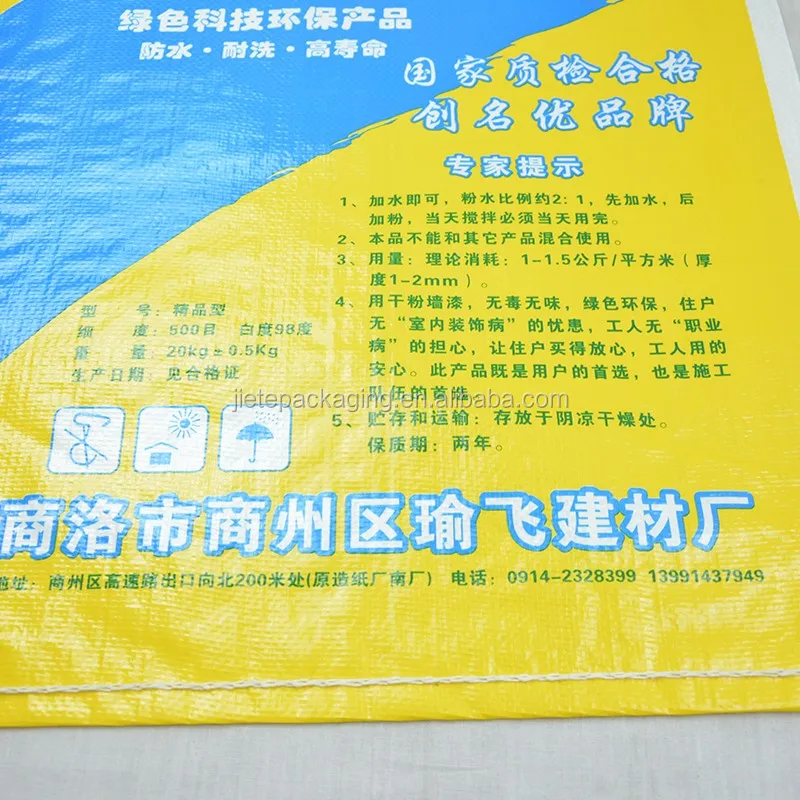 绿色科技环保产品
防水·耐洗·高寿命
国家质检合格
创名优品牌
专家提示
1、加水即可，粉水比例约2：1，先加水，后
加粉，当天搅拌必须当天用完。
2、本品不能和其它产品混合使用。
3、用量：理论消耗：1-1.5公斤/平方米（厚
度1-2mm）。
4、用干粉墙漆，无毒无味，绿色环保，住户
无“室内装饰病”的忧患，工人无“职业
病”的担心，让住户买得放心，工人用的
安心。此产品既是用户的首选，也是施工
队伍的首选
5、贮存和运输：存放于阴凉干燥处。
保质期：两年。
型 号：精品型
细 度：500目 白度98度
重 量：20kg±0.5Kg
生产日期：见合格证
jietepackaging.en.alibaba.com
商洛市商州区瑜飞建材厂
地址：商州区高速路出口向北200米处(原造纸厂南厂) 电话：0914-2328399 13991437949